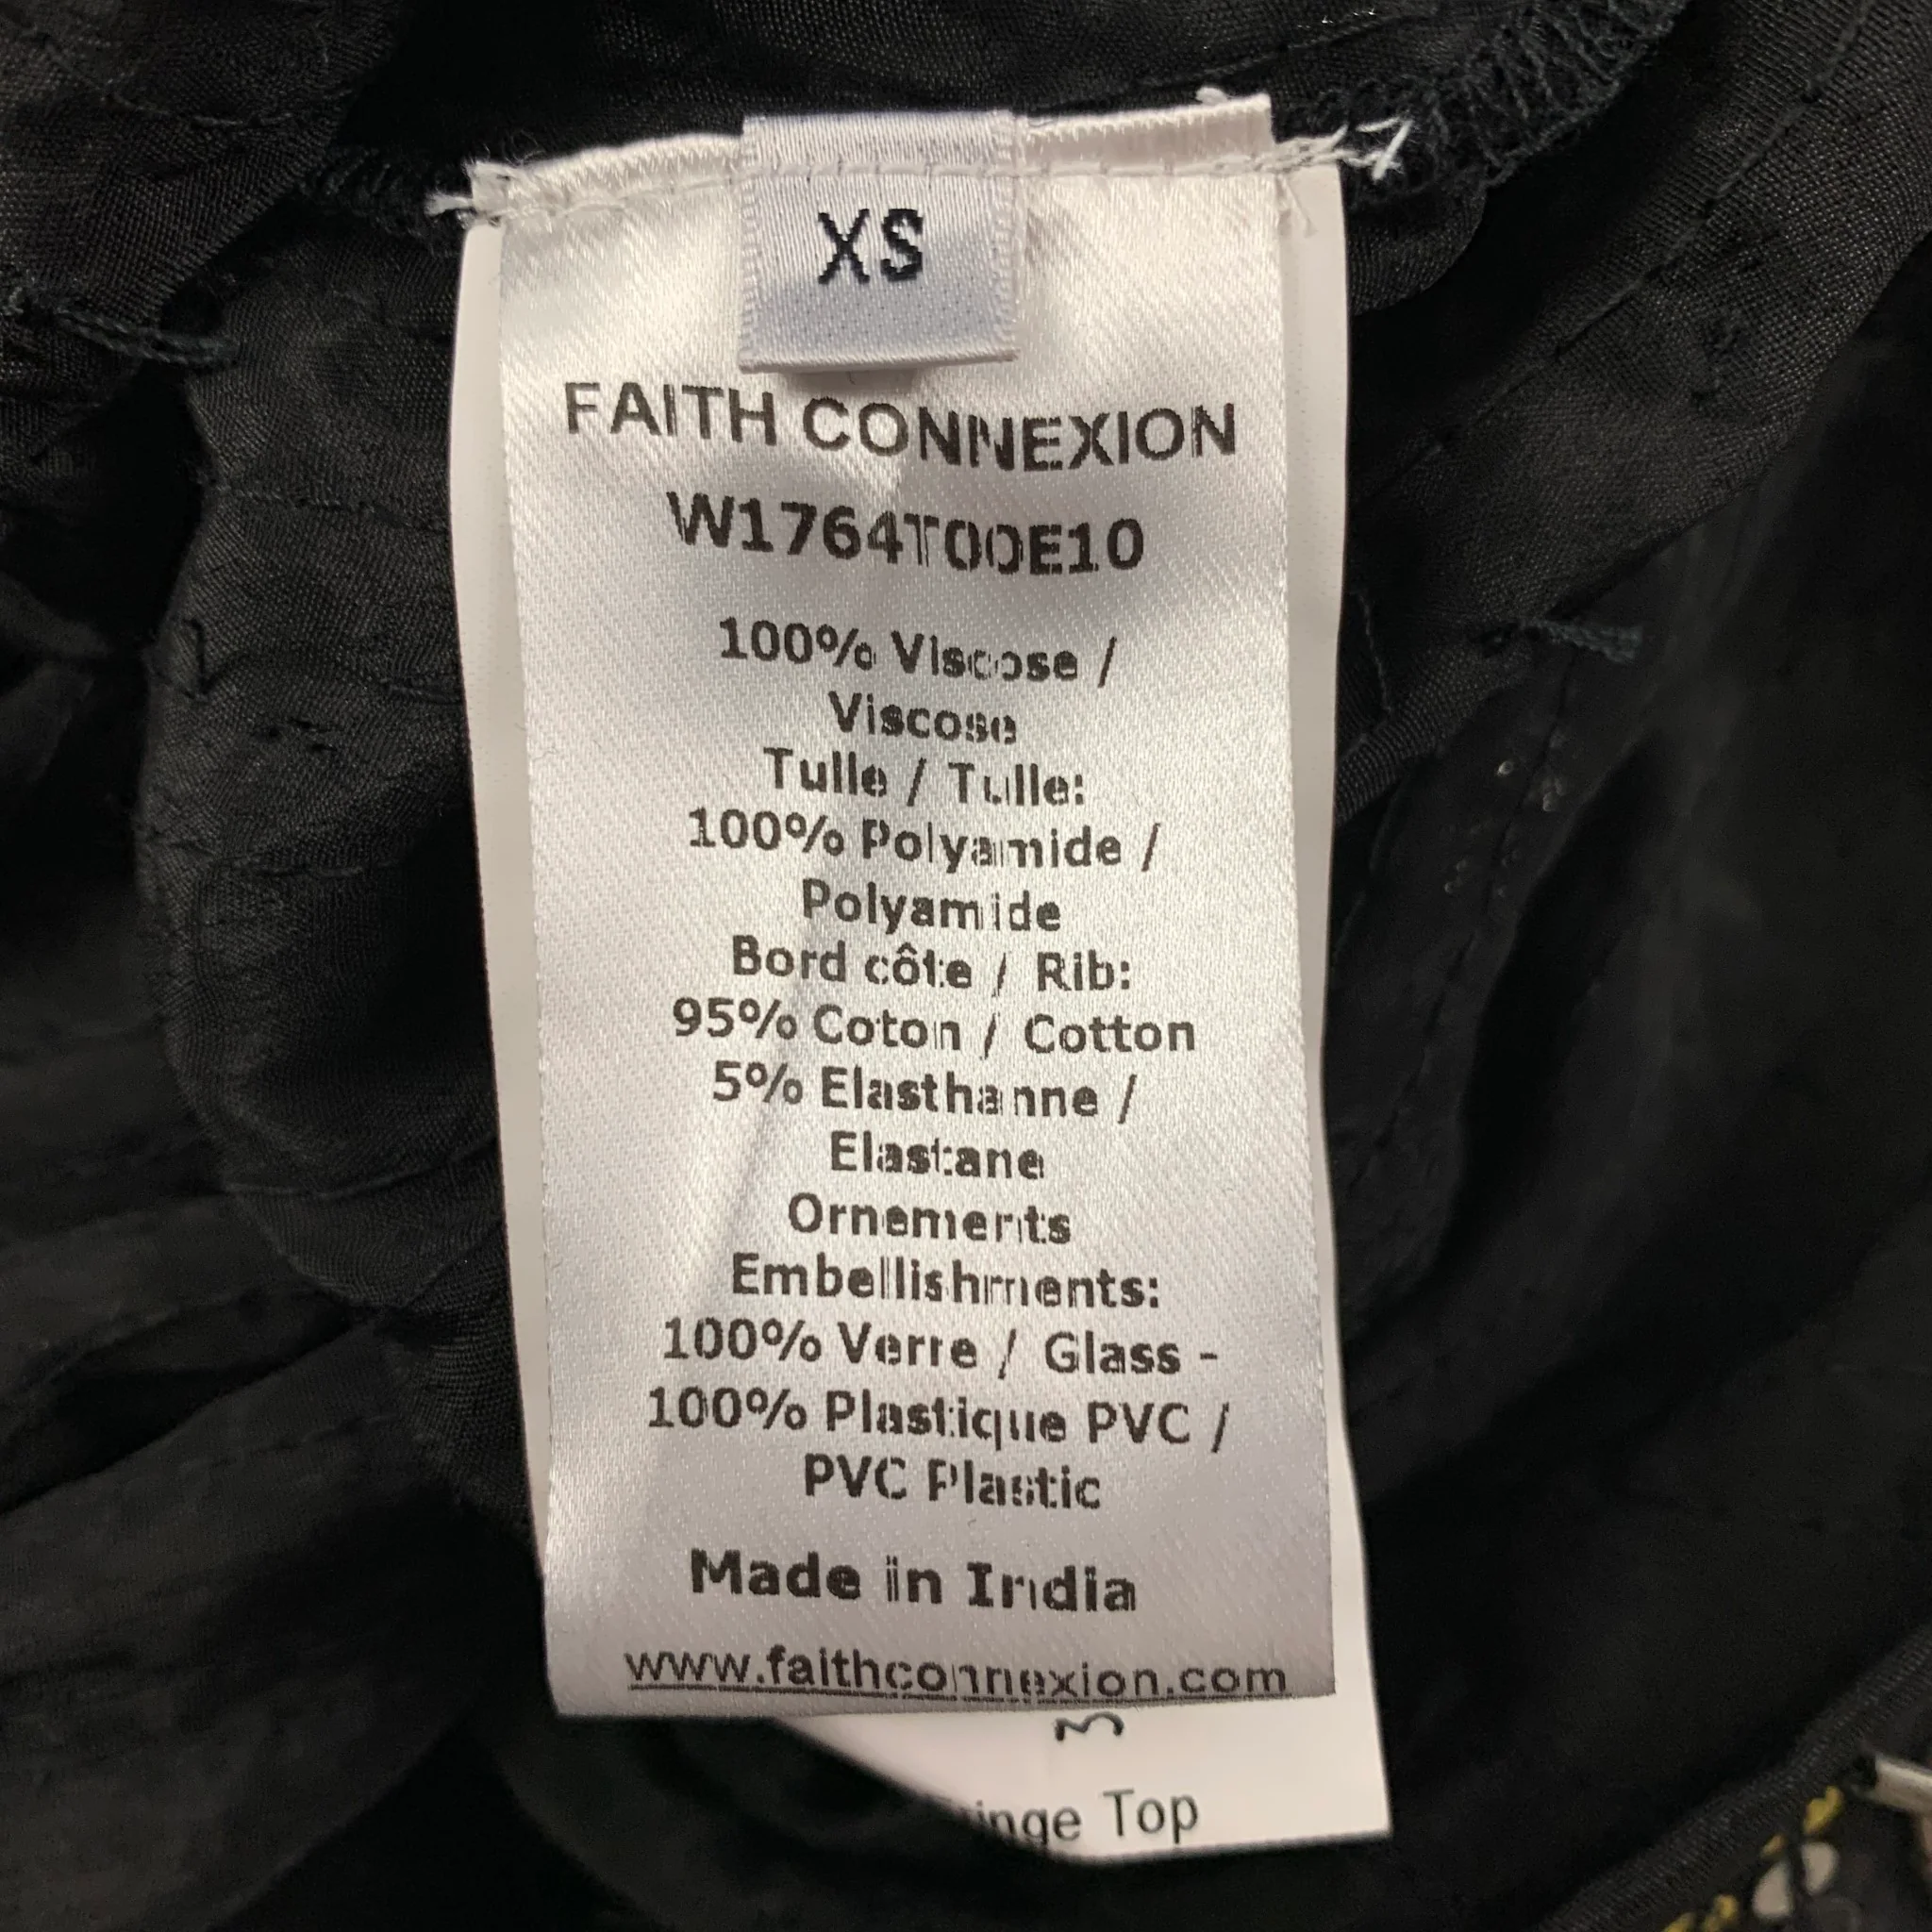 XS
FAITH CONNEXION
W1764T00E10
100% Viscose /
Viscose
Tulle / Tulle:
100% Polyamide /
Polyamide
Bord côte / Rib:
95% Coton / Cotton
5% Elasthanne /
Elastane
Ornements
Embellishments:
100% Verre / Glass -
100% Plastique PVC /
PVC Plastic
Made in India
www.faithconnexion.com
Top